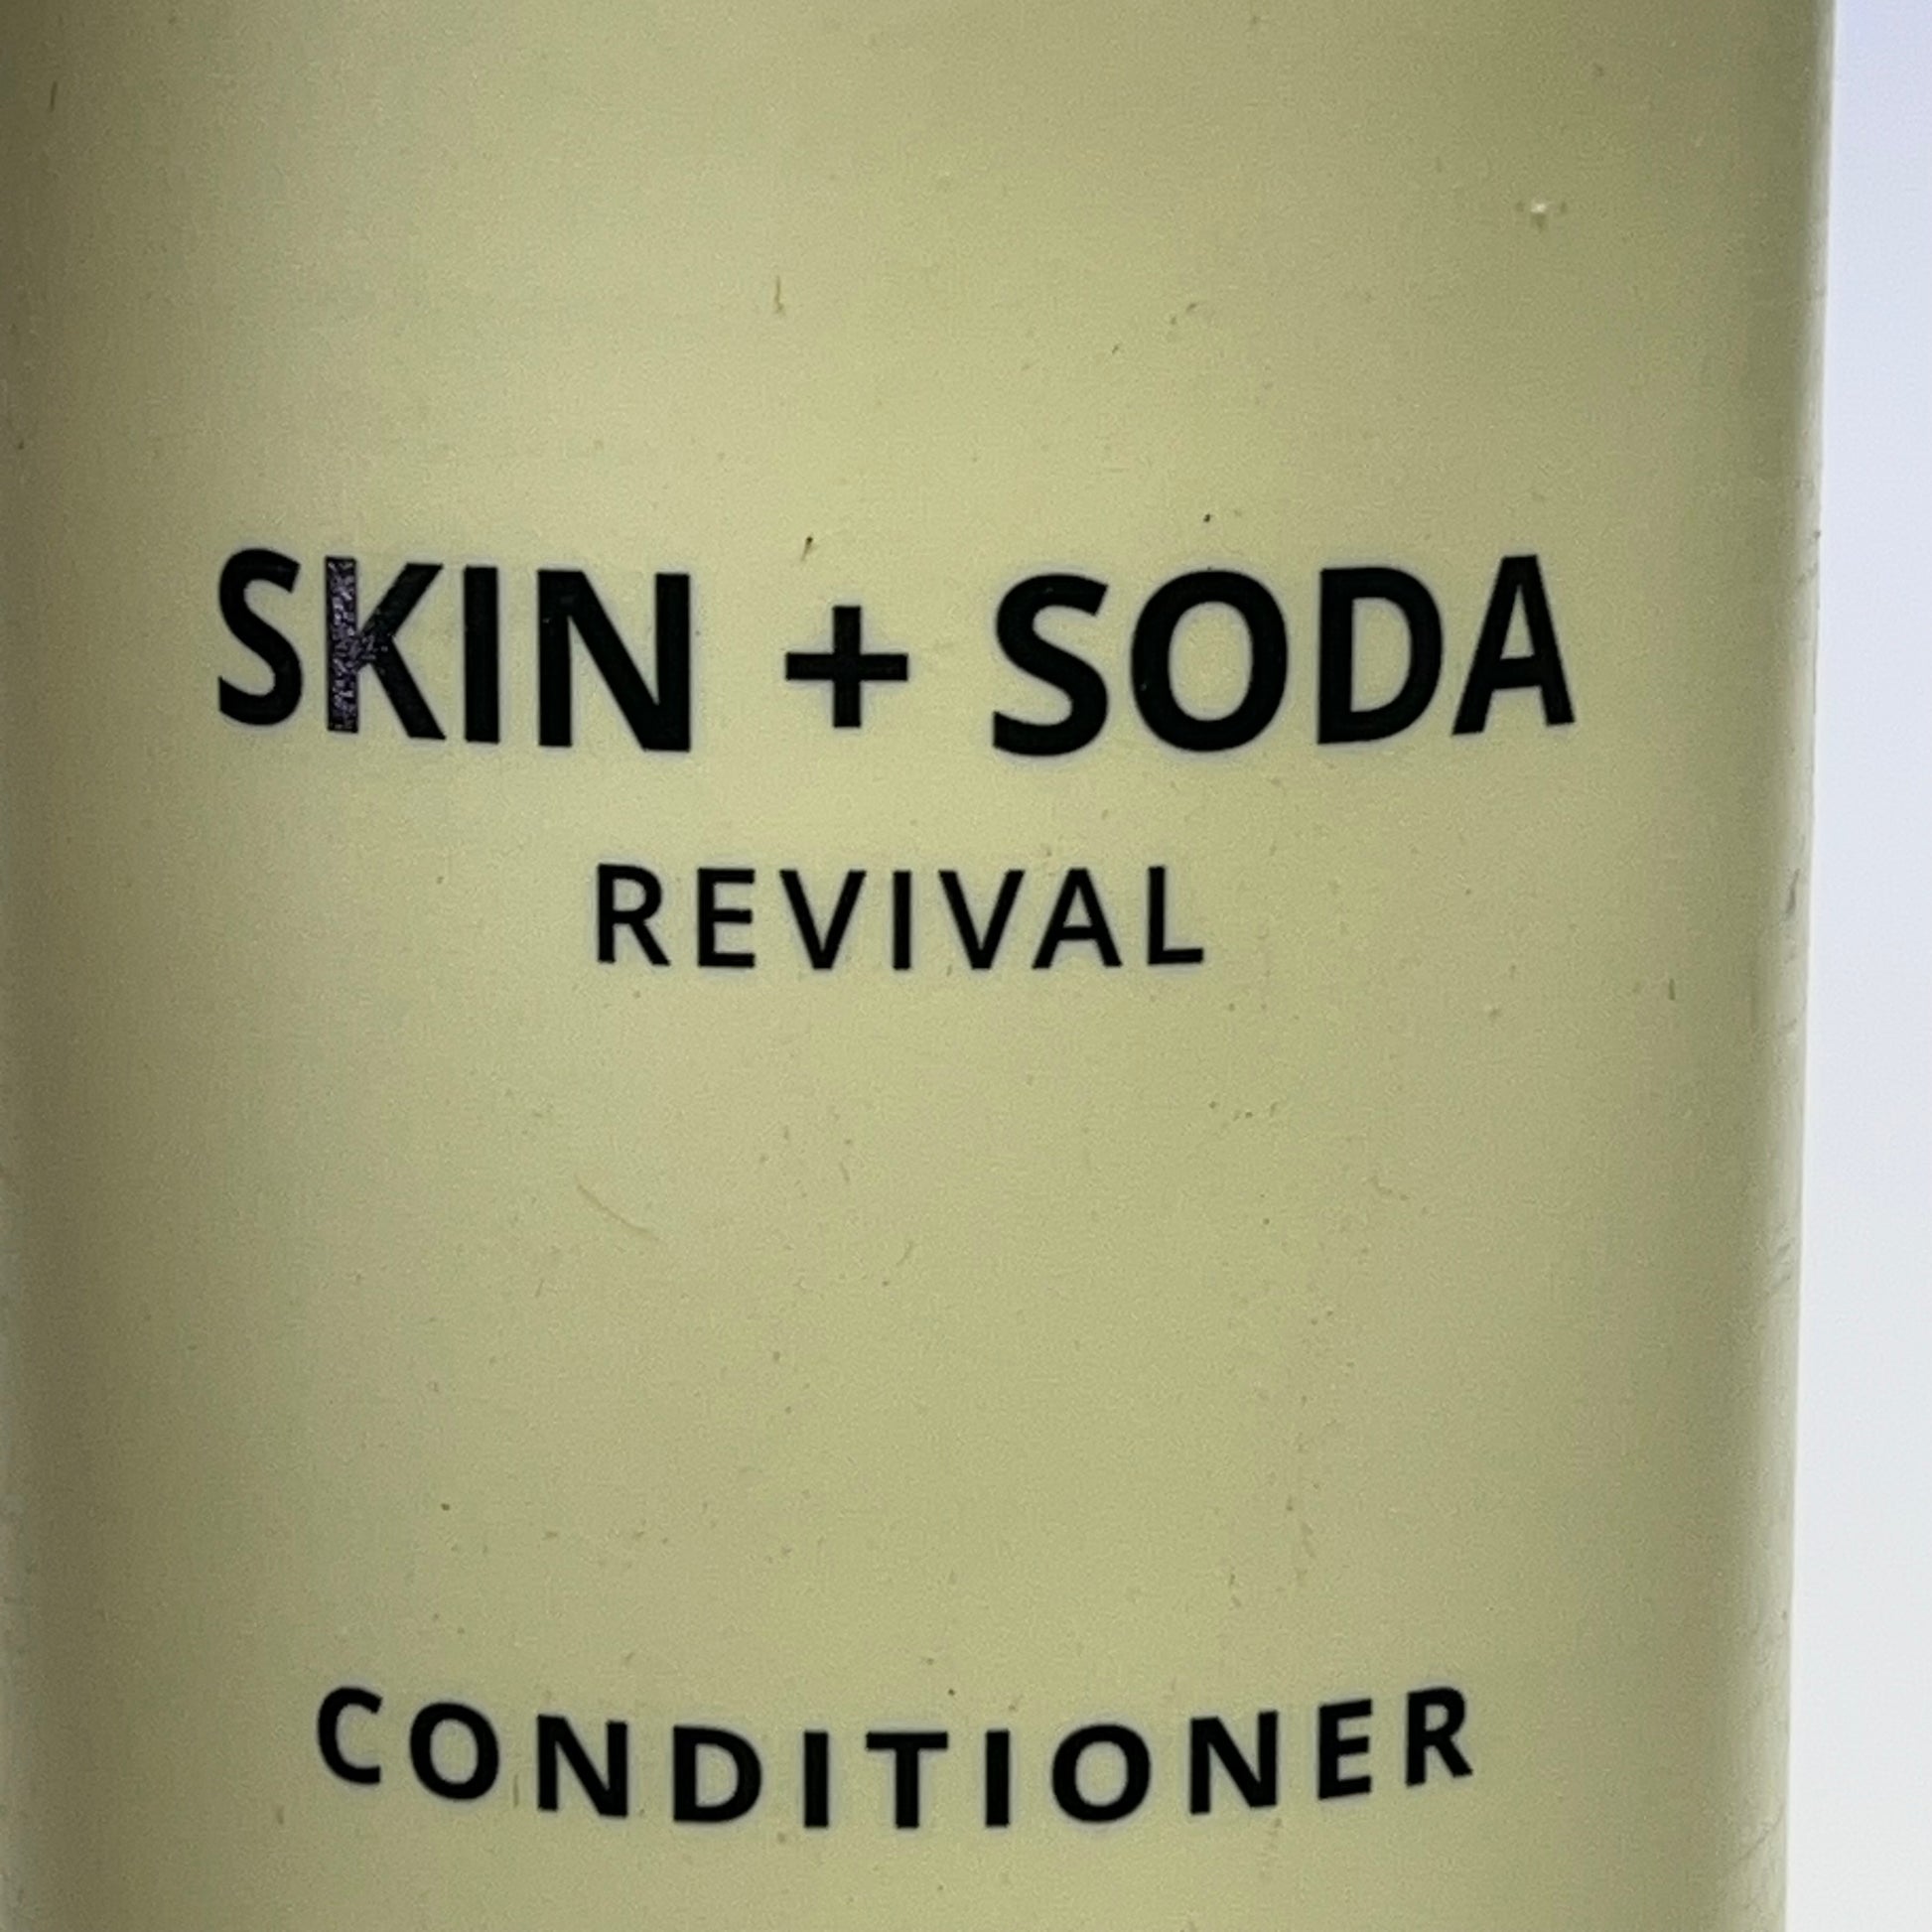 SKIN + SODA
REVIVAL
CONDITIONER